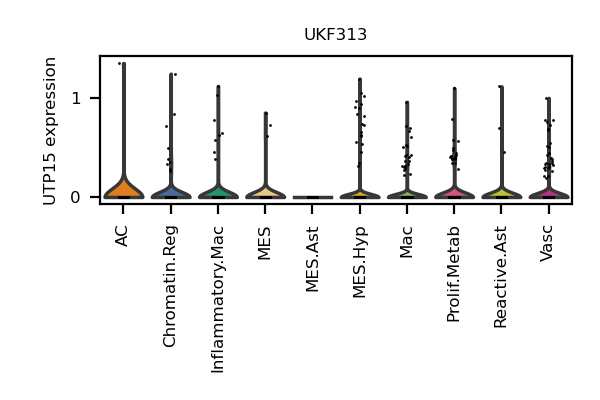 UKF313
UTP15 expression
1
0
AC
Chromatin.Reg
Inflammatory.Mac
MES
MES.Ast
MES.Hyp
Mac
Prolif.Metab
Reactive.Ast
Vasc